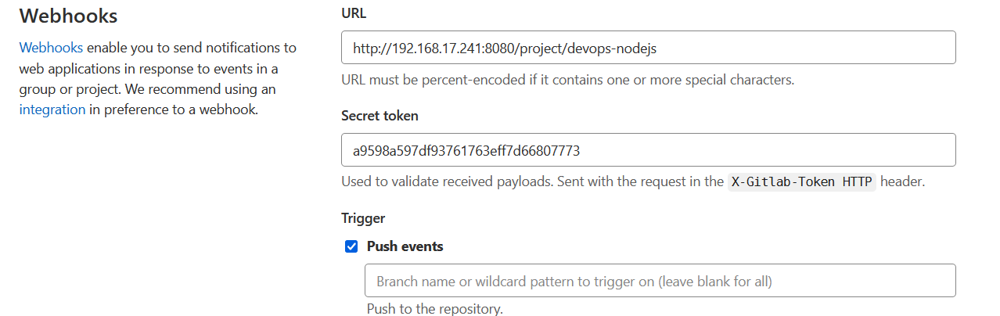 Webhooks
Webhooks enable you to send notifications to
web applications in response to events in a
group or project. We recommend using an
integration in preference to a webhook.
URL
http://192.168.17.241:8080/project/devops-nodejs
URL must be percent-encoded if it contains one or more special characters.
Secret token
a9598a597df93761763eff7d66807773
Used to validate received payloads. Sent with the request in the X-Gitlab-Token HTTP header.
Trigger
Push events
Branch name or wildcard pattern to trigger on (leave blank for all)
Push to the repository.